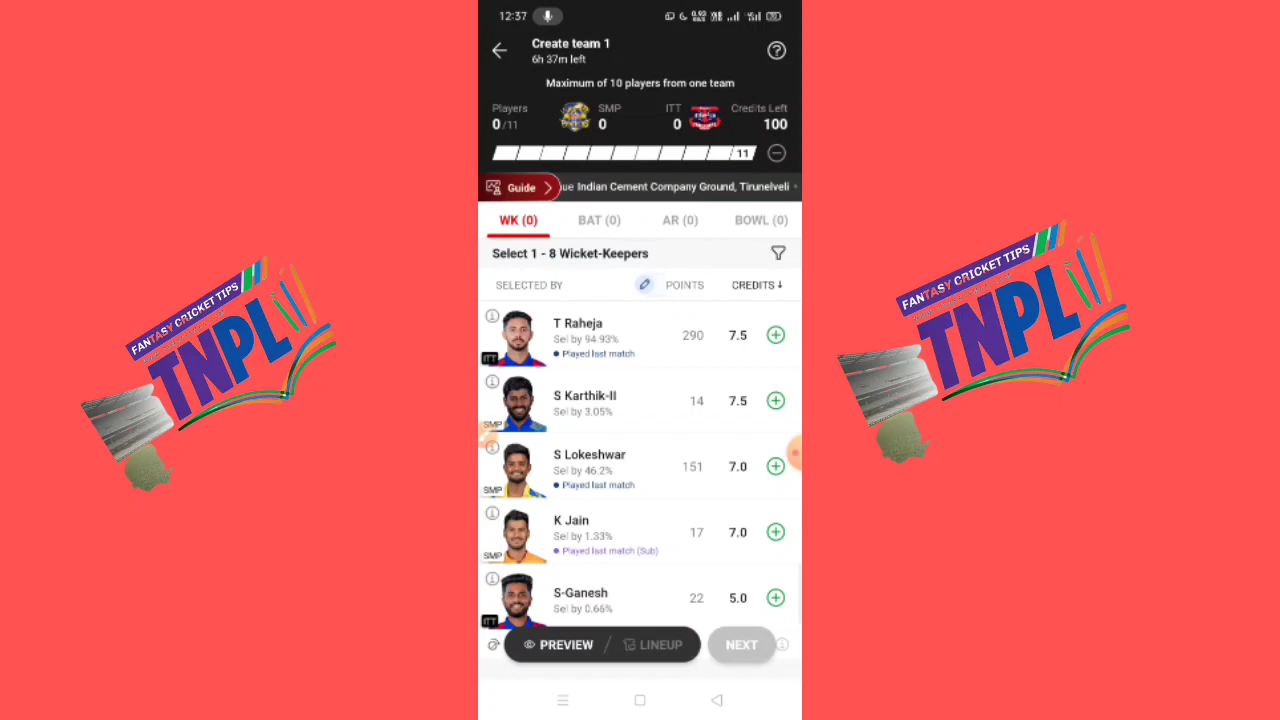 12:37
Create team 1
6h 37m left
Maximum of 10 players from one team
Players
SMP
ITT
Credits Left
0/11
0
0
100
11
Guide
ue Indian Cement Company Ground, Tirunelveli
WK (0)
BAT (0)
AR (0)
BOWL (0)
Select 1 - 8 Wicket-Keepers
SELECTED BY
POINTS
CREDITS↓
T Raheja
Sel by 94.93%
Played last match
290
7.5
ITT
S Karthik-II
Sel by 3.05%
14
7.5
SMP
S Lokeshwar
Sel by 46.2%
Played last match
151
7.0
SMP
K Jain
Sel by 1.33%
Played last match (Sub)
17
7.0
SMP
S-Ganesh
Sel by 0.66%
22
5.0
ITT
PREVIEW
LINEUP
NEXT
FANTASY CRICKET TIPS
TNPL
FANTASY CRICKET TIPS
TNPL